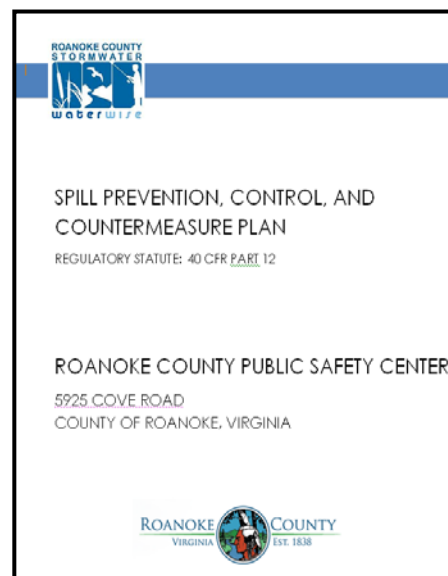 ROANOKE COUNTY
STORMWATER
waterwise
SPILL PREVENTION, CONTROL, AND
COUNTERMEASURE PLAN
REGULATORY STATUTE: 40 CFR PART 12
ROANOKE COUNTY PUBLIC SAFETY CENTER
5925 COVE ROAD
COUNTY OF ROANOKE, VIRGINIA
ROANOKE COUNTY
VIRGINIA EST. 1838